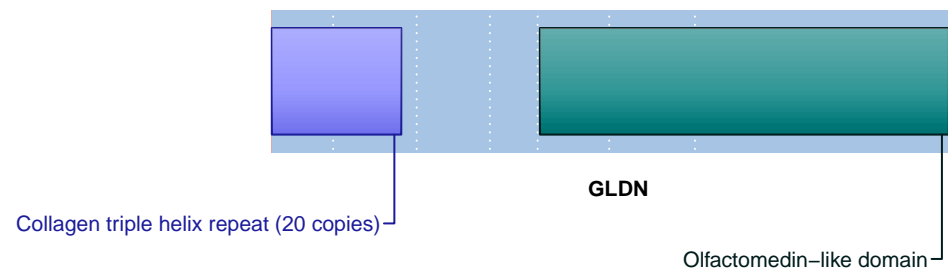 GLDN
Collagen triple helix repeat (20 copies)
Olfactomedin−like domain